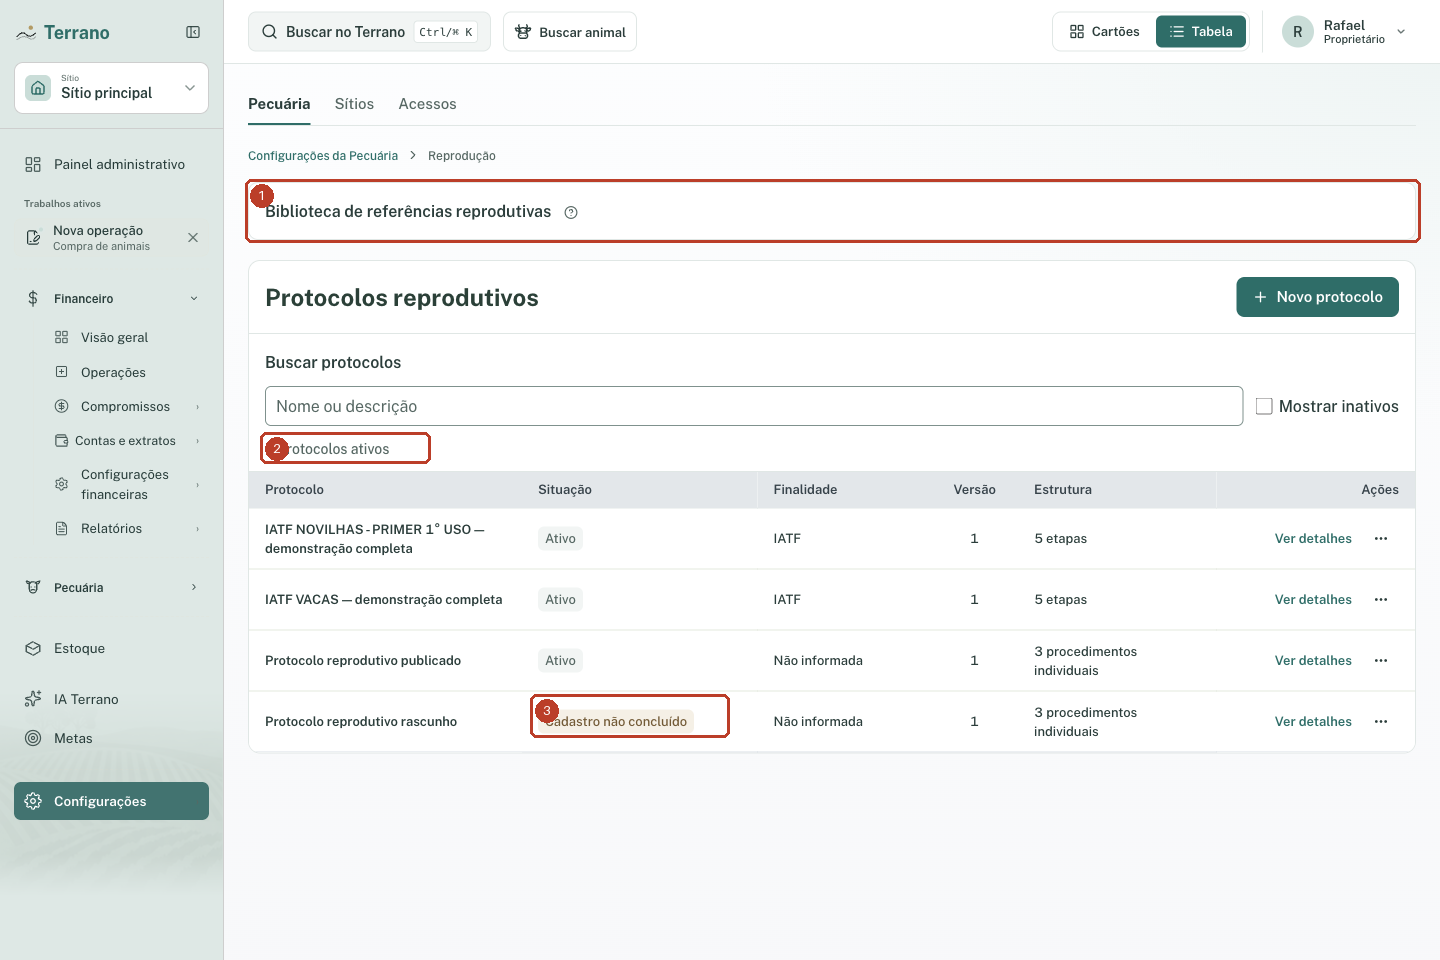 Terrano
Sítio
Sítio principal
Painel administrativo
Trabalhos ativos
Nova operação
Compra de animais
Financeiro
Visão geral
Operações
Compromissos
Contas e extratos
Configurações
financeiras
Relatórios
Pecuária
Estoque
IA Terrano
Metas
Configurações
Buscar no Terrano Ctrl/⌘ K
Buscar animal
Cartões
Tabela
R
Rafael
Proprietário
Pecuária Sítios Acessos
Configurações da Pecuária > Reprodução
1
Biblioteca de referências reprodutivas
Protocolos reprodutivos
+ Novo protocolo
Buscar protocolos
Nome ou descrição
Mostrar inativos
2
rotocolos ativos
Protocolo Situação Finalidade Versão Estrutura Ações
IATF NOVILHAS - PRIMER 1° USO —
demonstração completa
Ativo IATF 1 5 etapas Ver detalhes ···
IATF VACAS — demonstração completa Ativo IATF 1 5 etapas Ver detalhes ···
Protocolo reprodutivo publicado Ativo Não informada 1 3 procedimentos
individuais
Ver detalhes ···
3
Protocolo reprodutivo rascunho Cadastro não concluído Não informada 1 3 procedimentos
individuais
Ver detalhes ···